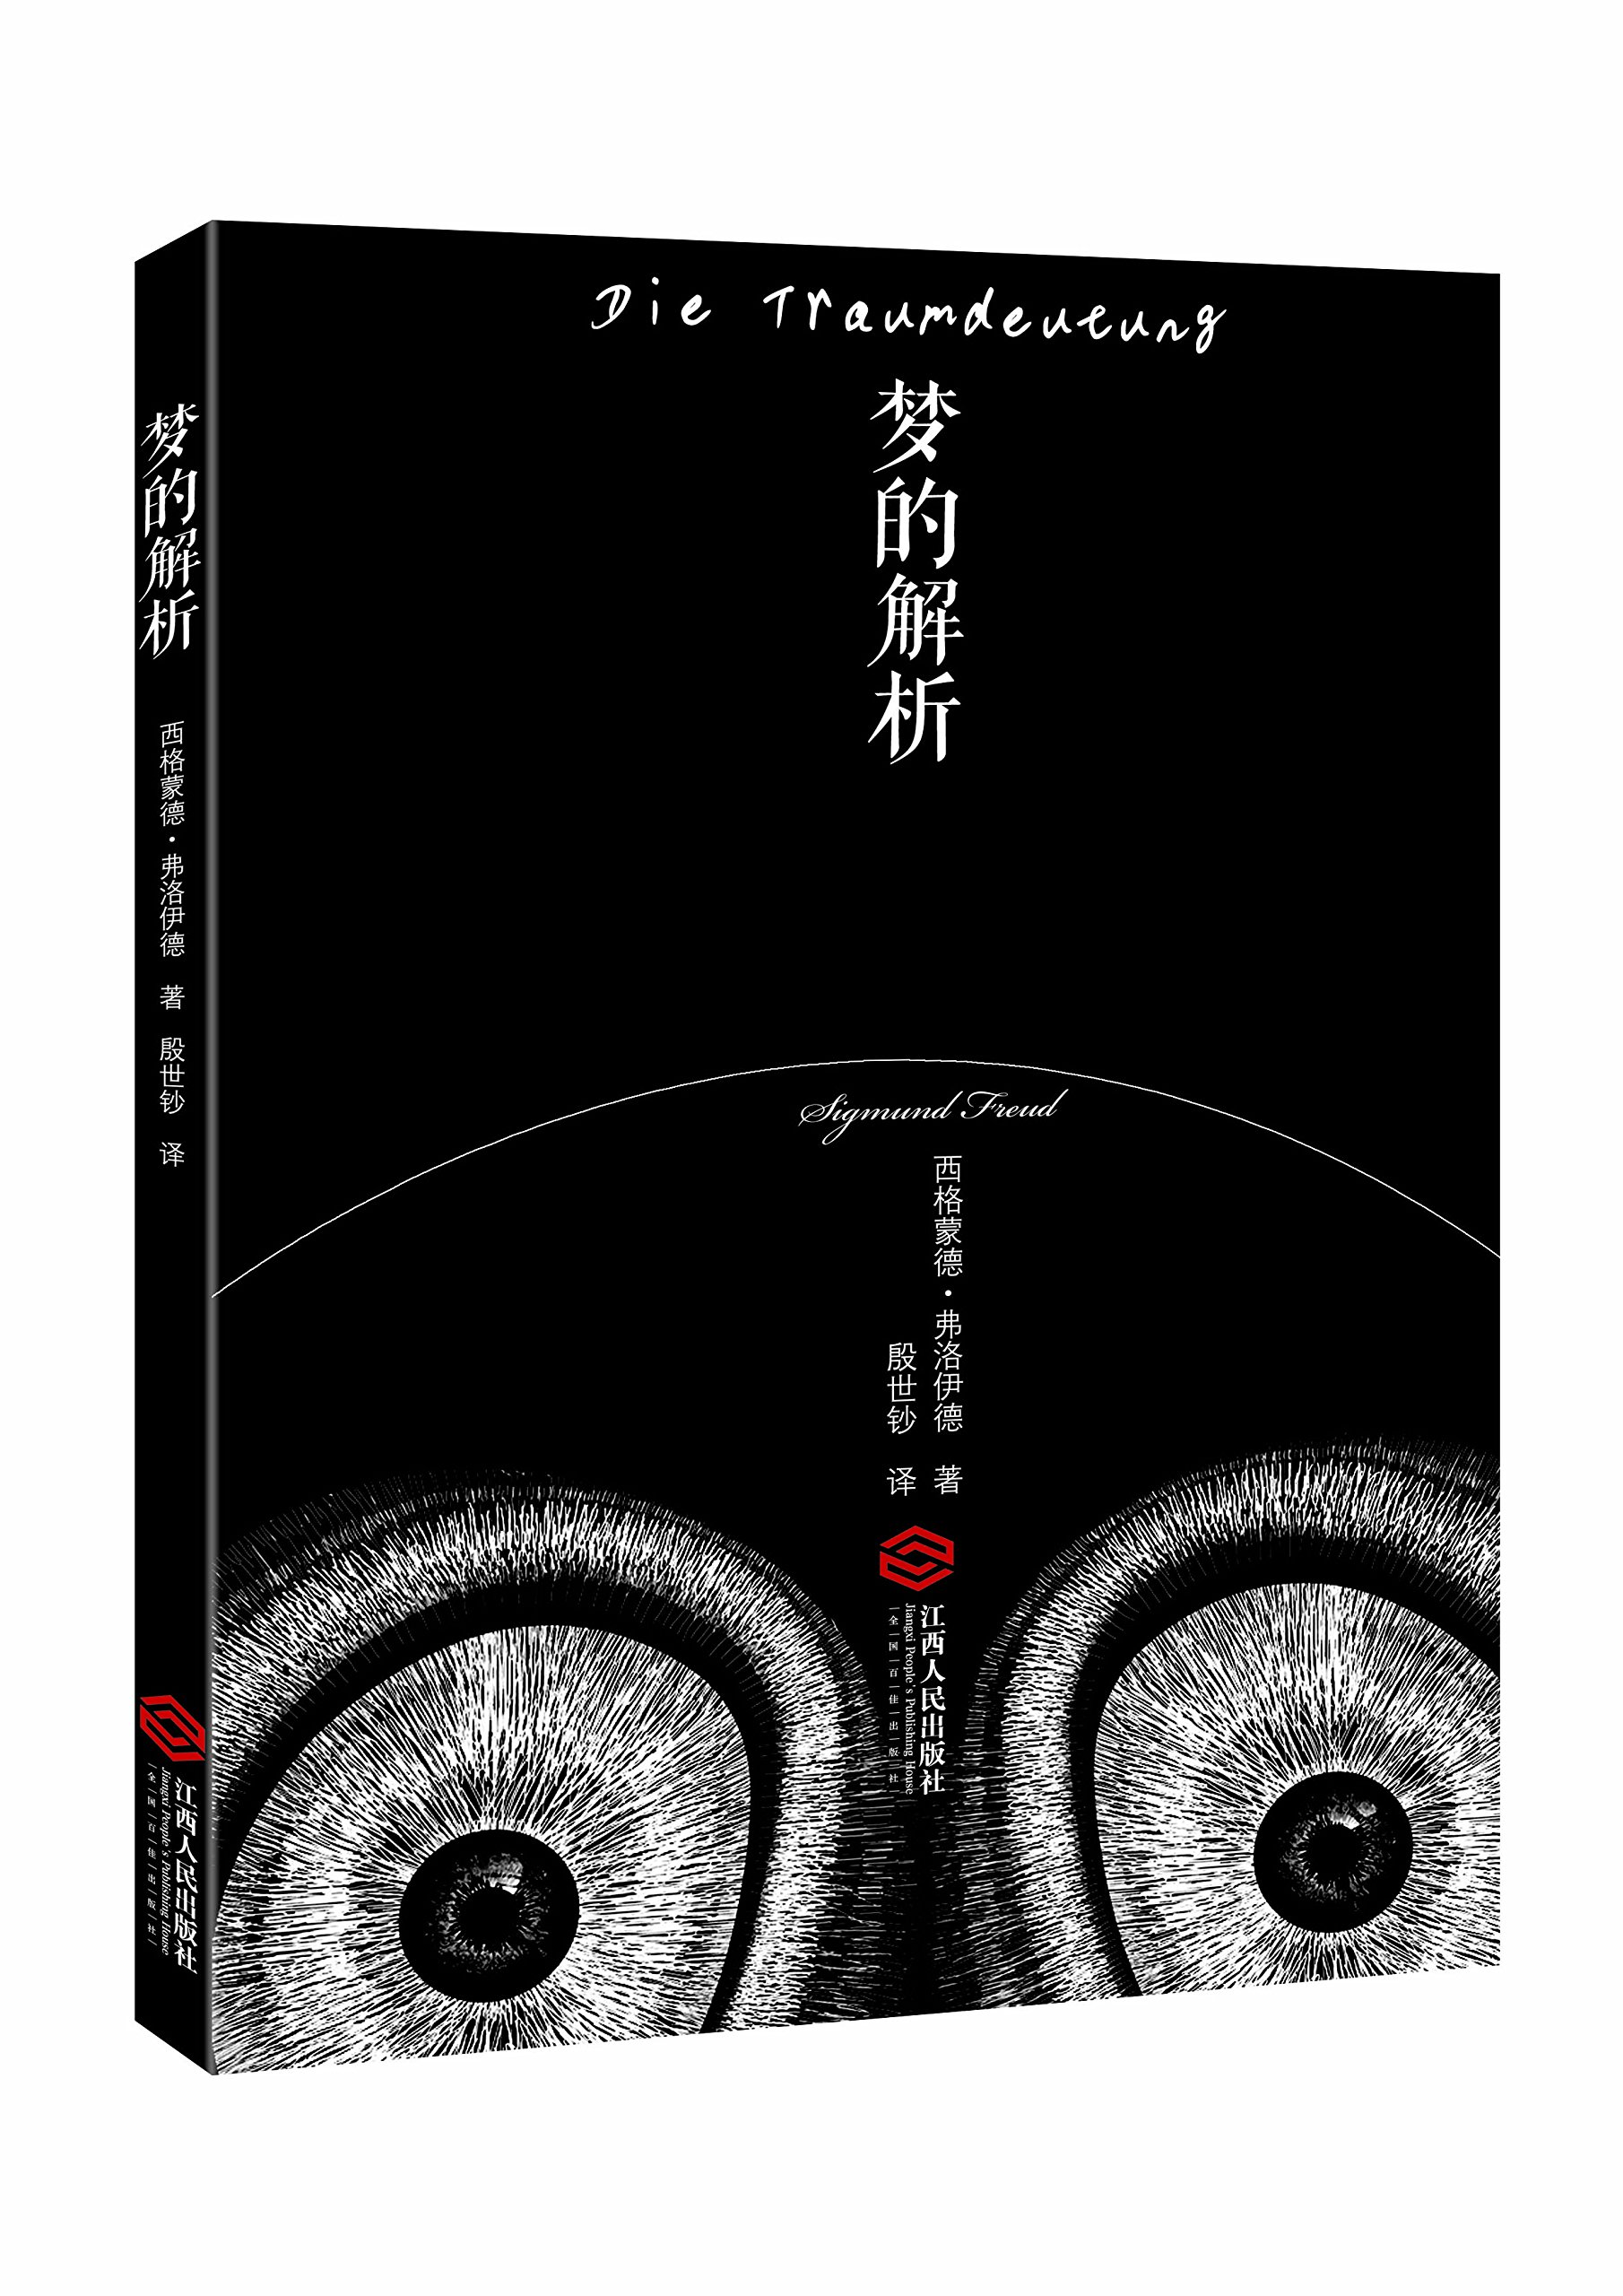 Die Traumdeutung
梦的解析
Sigmund Freud
西格蒙德·弗洛伊德 著
殷世钞 译
江西人民出版社
Jiangxi People's Publishing House
全国百佳出版社
梦的解析
西格蒙德·弗洛伊德 著 殷世钞 译
江西人民出版社
Jiangxi People's Publishing House
全国百佳出版社